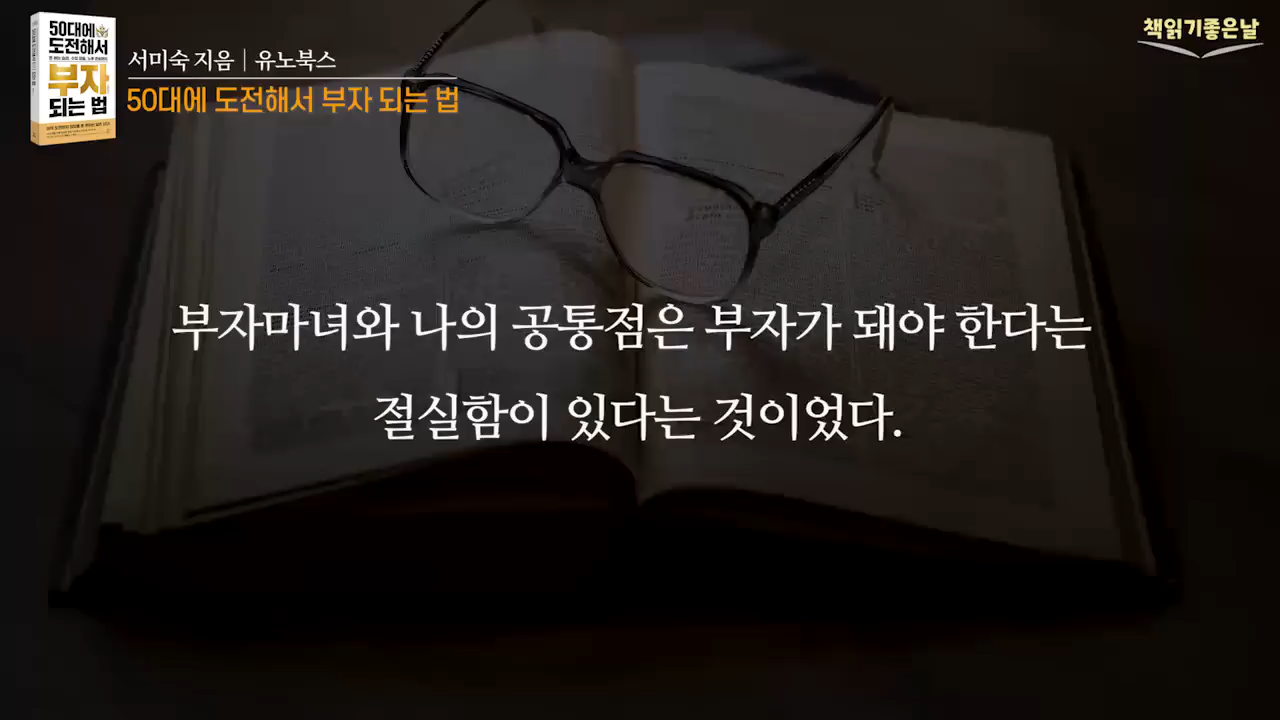 50대에
도전해서
부자
되는 법
서미숙 지음 | 유노북스
50대에 도전해서 부자 되는 법
책읽기좋은날
부자마녀와 나의 공통점은 부자가 돼야 한다는
절실함이 있다는 것이었다.